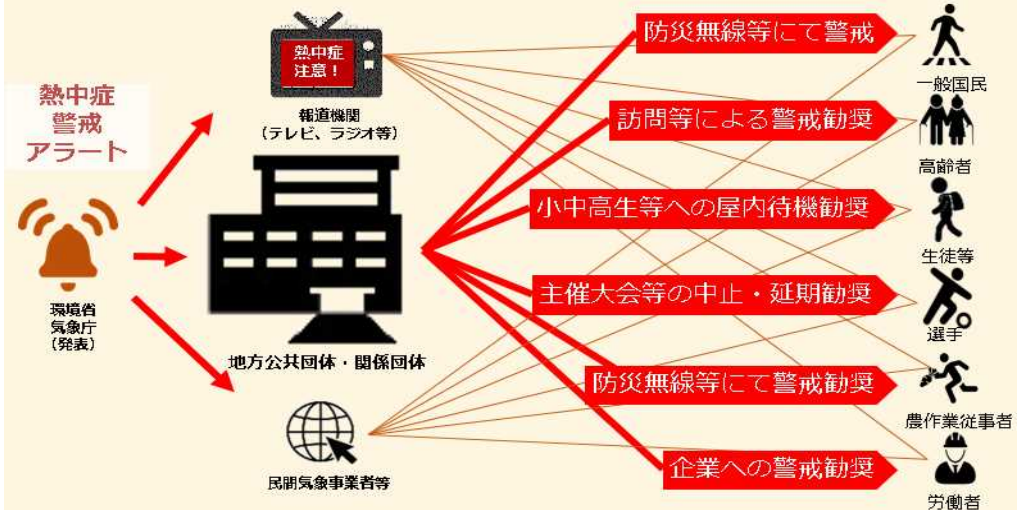 熱中症
警戒
アラート
環境省
気象庁
（発表）
熱中症
注意！
報道機関
（テレビ、ラジオ等）
地方公共団体・関係団体
民間気象事業者等
防災無線等にて警戒
訪問等による警戒勧奨
小中高生等への屋内待機勧奨
主催大会等の中止・延期勧奨
防災無線等にて警戒勧奨
企業への警戒勧奨
一般国民
高齢者
生徒等
選手
農作業従事者
労働者